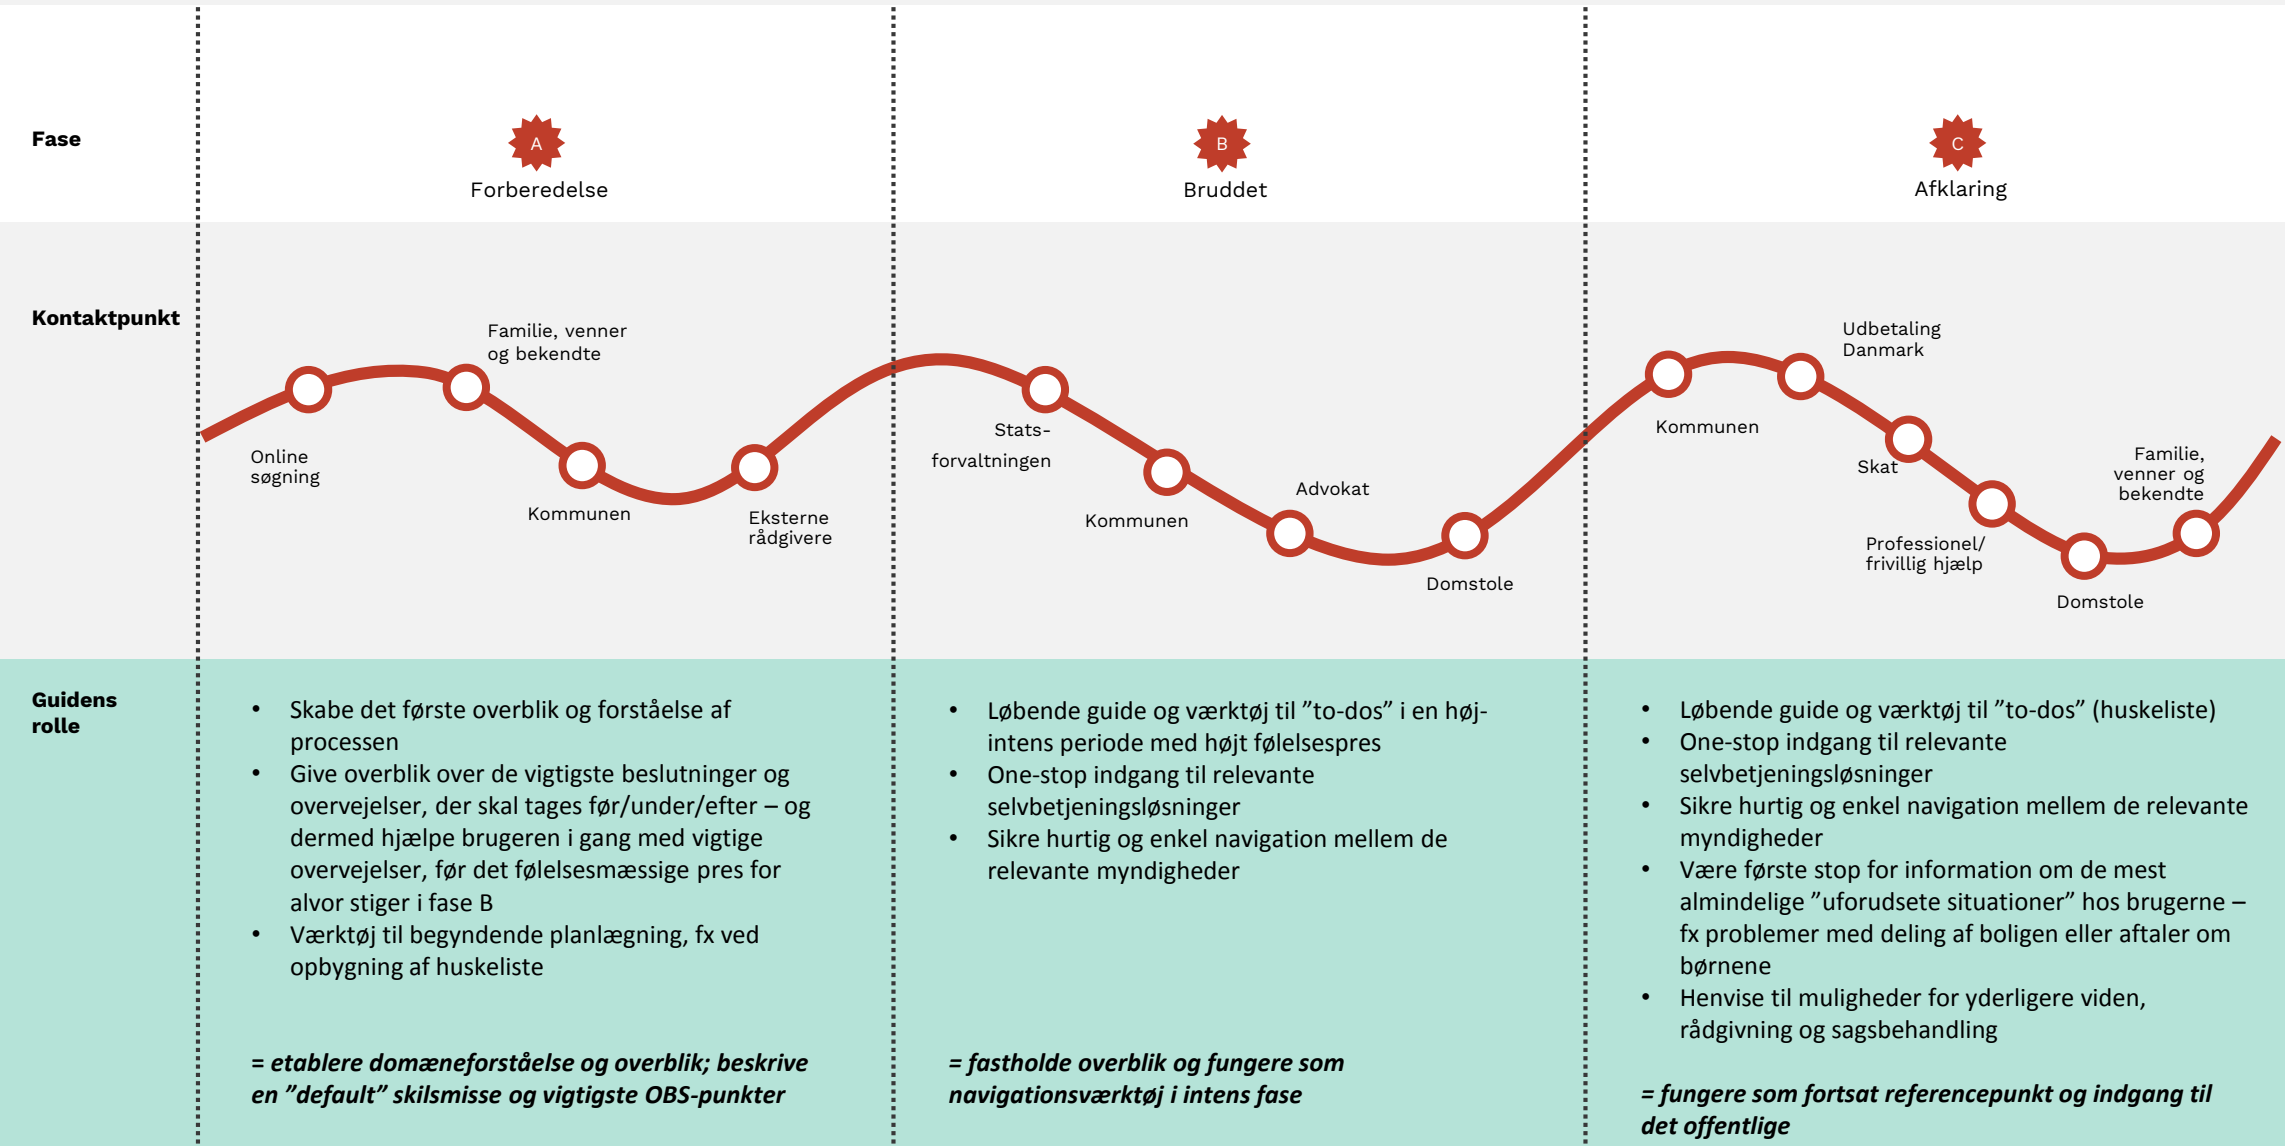 Fase
A
Forberedelse
B
Bruddet
C
Afklaring
Kontaktpunkt
Online
søgning
Familie, venner
og bekendte
Kommunen
Eksterne
rådgivere
Stats-
forvaltningen
Kommunen
Advokat
Domstole
Kommunen
Udbetaling
Danmark
Skat
Professionel/
frivillig hjælp
Domstole
Familie,
venner og
bekendte
Guidens
rolle
• Skabe det første overblik og forståelse af
processen
• Give overblik over de vigtigste beslutninger og
overvejelser, der skal tages før/under/efter – og
dermed hjælpe brugeren i gang med vigtige
overvejelser, før det følelsesmæssige pres for
alvor stiger i fase B
• Værktøj til begyndende planlægning, fx ved
opbygning af huskeliste
= etablere domæneforståelse og overblik; beskrive
en ”default” skilsmisse og vigtigste OBS-punkter
• Løbende guide og værktøj til ”to-dos” i en høj-
intens periode med højt følelsespres
• One-stop indgang til relevante
selvbetjeningsløsninger
• Sikre hurtig og enkel navigation mellem de
relevante myndigheder
= fastholde overblik og fungere som
navigationsværktøj i intens fase
• Løbende guide og værktøj til ”to-dos” (huskeliste)
• One-stop indgang til relevante
selvbetjeningsløsninger
• Sikre hurtig og enkel navigation mellem de relevante
myndigheder
• Være første stop for information om de mest
almindelige ”uforudsete situationer” hos brugerne –
fx problemer med deling af boligen eller aftaler om
børnene
• Henvise til muligheder for yderligere viden,
rådgivning og sagsbehandling
= fungere som fortsat referencepunkt og indgang til
det offentlige